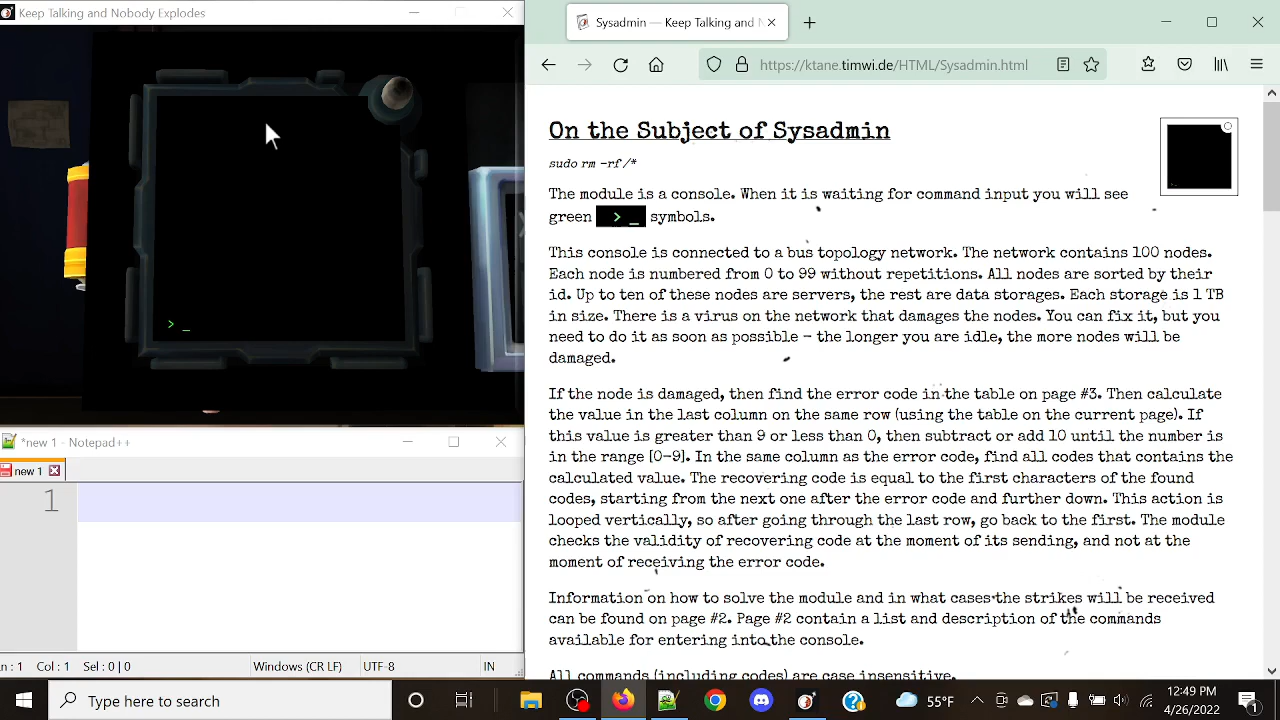 Keep Talking and Nobody Explodes
> _
*new 1 - Notepad++
new 1
1
Ln : 1 Col : 1 Sel : 0 | 0 Windows (CR LF) UTF-8 IN
Sysadmin — Keep Talking and N
https://ktane.timwi.de/HTML/Sysadmin.html
On the Subject of Sysadmin
sudo rm -rf /*
The module is a console. When it is waiting for command input you will see
green > _ symbols.
This console is connected to a bus topology network. The network contains 100 nodes.
Each node is numbered from 0 to 99 without repetitions. All nodes are sorted by their
id. Up to ten of these nodes are servers, the rest are data storages. Each storage is 1 TB
in size. There is a virus on the network that damages the nodes. You can fix it, but you
need to do it as soon as possible – the longer you are idle, the more nodes will be
damaged.
If the node is damaged, then find the error code in the table on page #3. Then calculate
the value in the last column on the same row (using the table on the current page). If
this value is greater than 9 or less than 0, then subtract or add 10 until the number is
in the range [0-9]. In the same column as the error code, find all codes that contains the
calculated value. The recovering code is equal to the first characters of the found
codes, starting from the next one after the error code and further down. This action is
looped vertically, so after going through the last row, go back to the first. The module
checks the validity of recovering code at the moment of its sending, and not at the
moment of receiving the error code.
Information on how to solve the module and in what cases the strikes will be received
can be found on page #2. Page #2 contain a list and description of the commands
available for entering into the console.
All commands (including codes) are case insensitive.
Type here to search
55°F
12:49 PM
4/26/2022
1